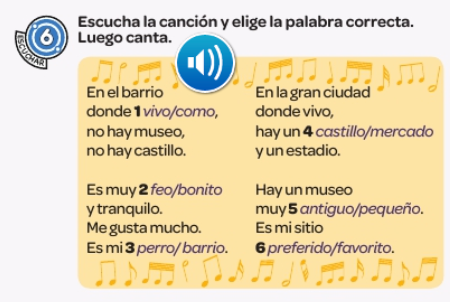 6
ESCUCHAR
Escucha la canción y elige la palabra correcta.
Luego canta.
En el barrio
donde 1 vivo/como,
no hay museo,
no hay castillo.
Es muy 2 feo/bonito
y tranquilo.
Me gusta mucho.
Es mi 3 perro/ barrio.
En la gran ciudad
donde vivo,
hay un 4 castillo/mercado
y un estadio.
Hay un museo
muy 5 antiguo/pequeño.
Es mi sitio
6 preferido/favorito.